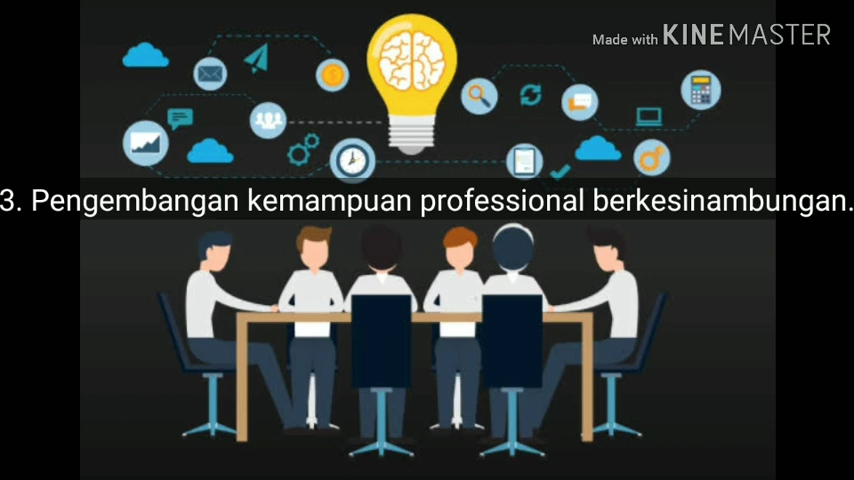 Made with KINEMASTER
3. Pengembangan kemampuan professional berkesinambungan.